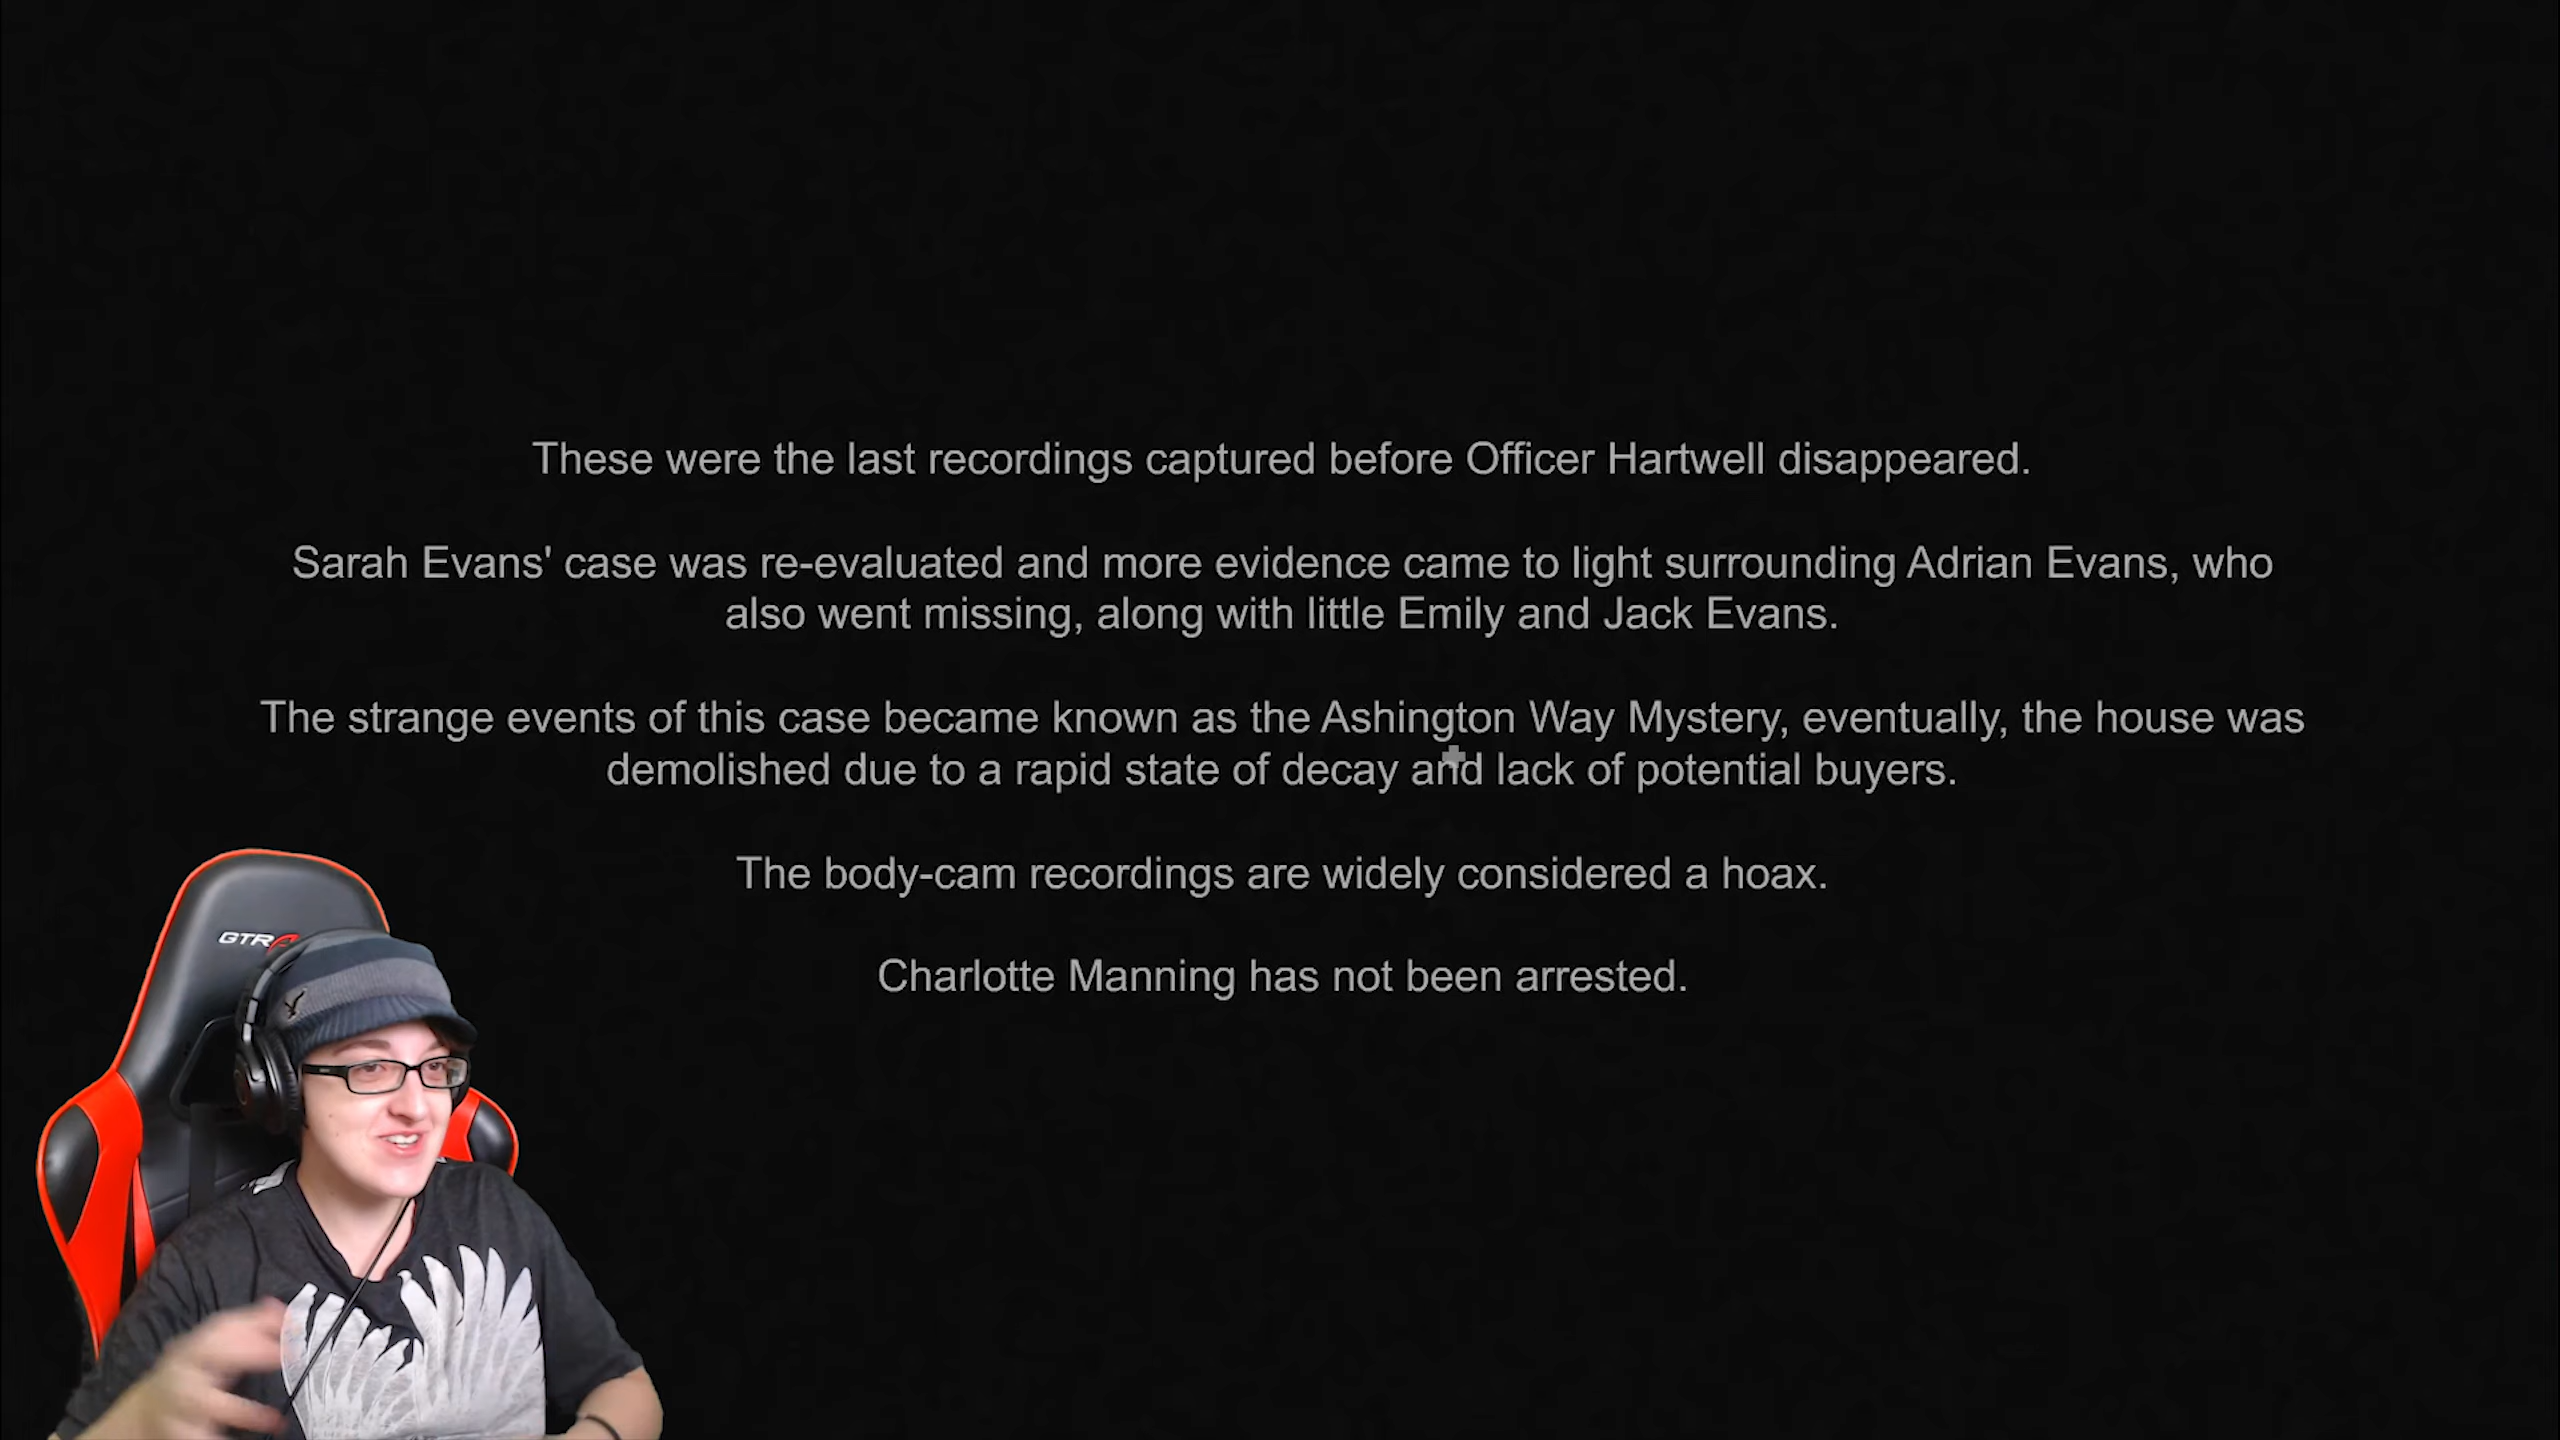 These were the last recordings captured before Officer Hartwell disappeared.
Sarah Evans' case was re-evaluated and more evidence came to light surrounding Adrian Evans, who
also went missing, along with little Emily and Jack Evans.
The strange events of this case became known as the Ashington Way Mystery, eventually, the house was
demolished due to a rapid state of decay and lack of potential buyers.
The body-cam recordings are widely considered a hoax.
Charlotte Manning has not been arrested.
GTR